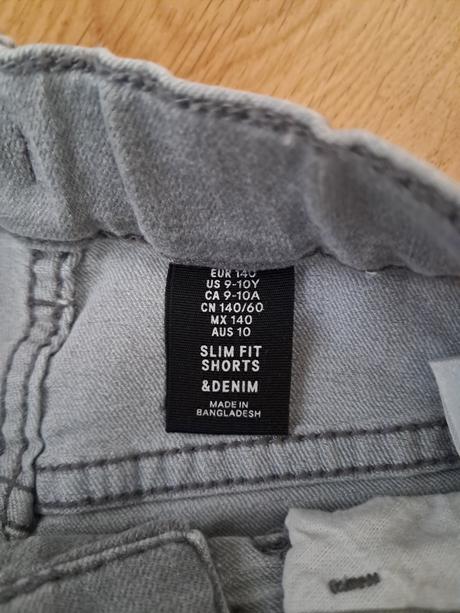 EUR 140
US 9-10Y
CA 9-10A
CN 140/60
MX 140
AUS 10
SLIM FIT
SHORTS
&DENIM
MADE IN
BANGLADESH